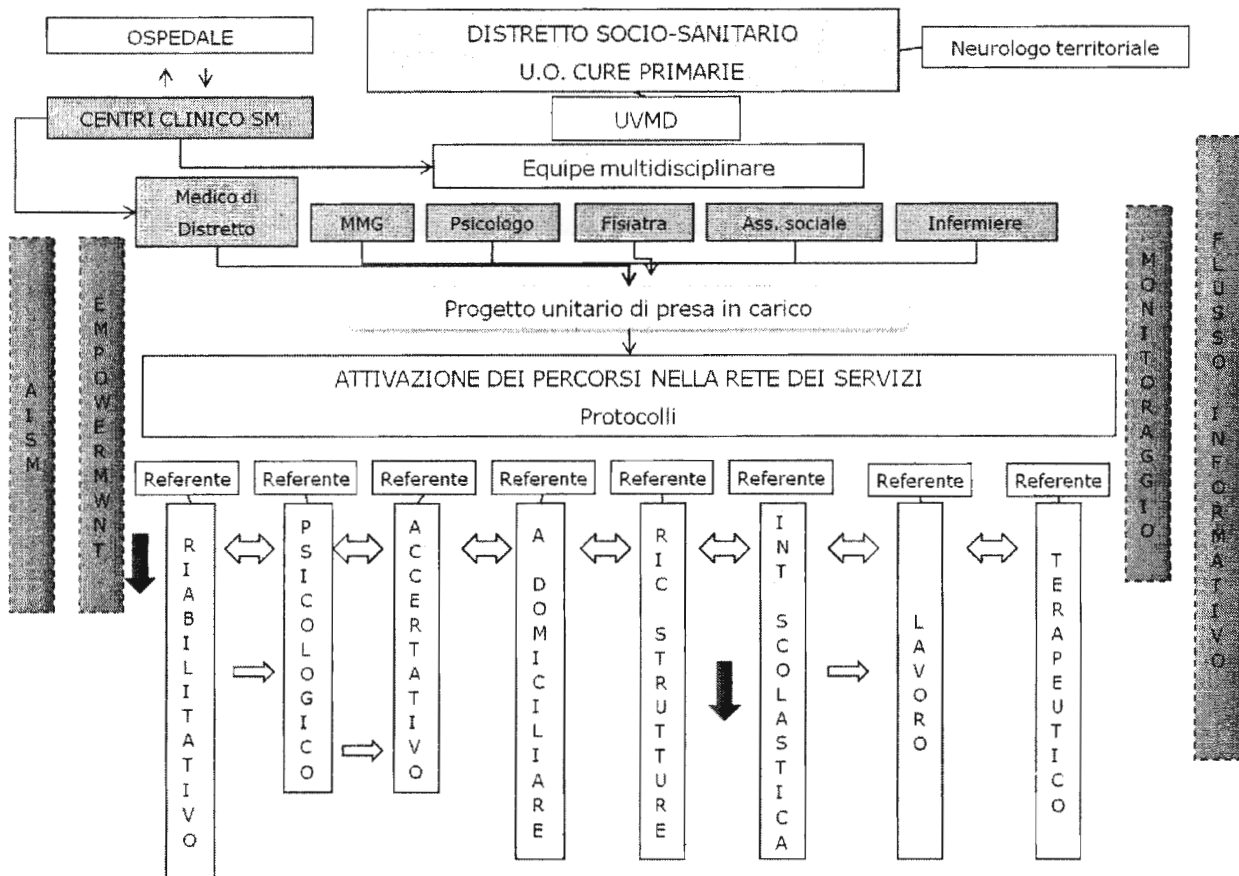 OSPEDALE
DISTRETTO SOCIO-SANITARIO
U.O. CURE PRIMARIE
Neurologo territoriale
CENTRI CLINICO SM
UVMD
Equipe multidisciplinare
Medico di
Distretto
MMG
Psicologo
Fisiatra
Ass. sociale
Infermiere
Progetto unitario di presa in carico
ATTIVAZIONE DEI PERCORSI NELLA RETE DEI SERVIZI
Protocolli
AISM
EMPOWERMWNT
MONITORAGGIO
FLUSSO INFORMATIVO
Referente
Referente
Referente
Referente
Referente
Referente
Referente
Referente
RIABILITATIVO
PSICOLOGICO
ACCERTATIVO
A DOMICILIARE
RIC STRUTTURE
INT SCOLASTICA
LAVORO
TERAPEUTICO